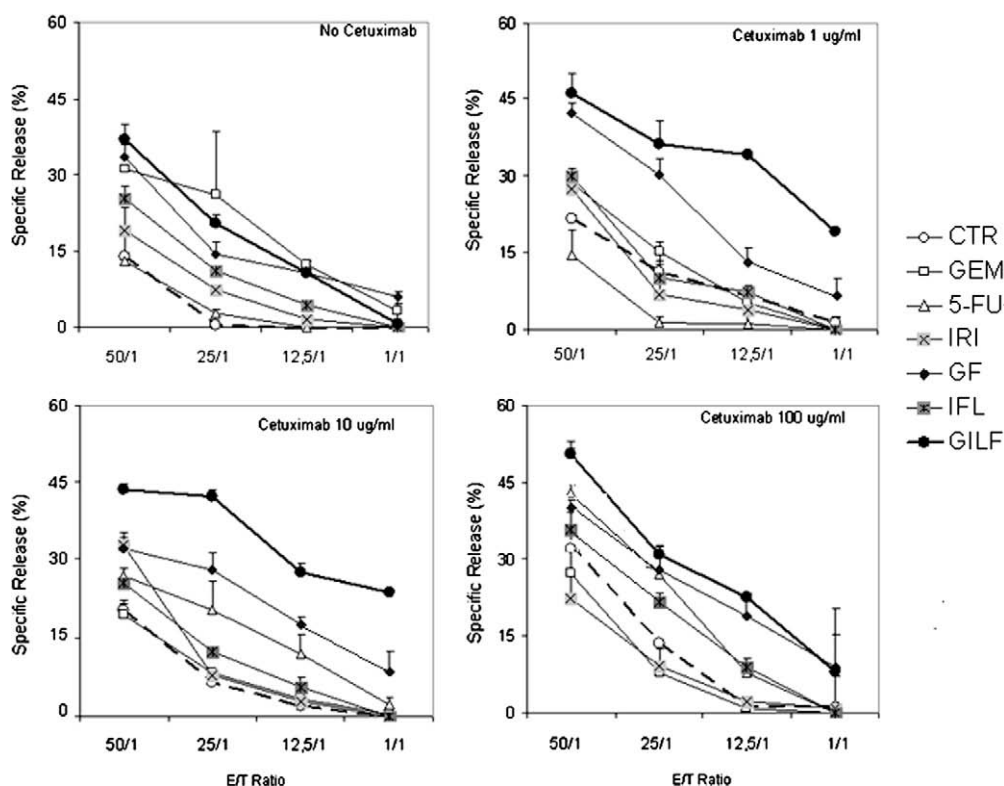 No Cetuximab
Specific Release (%)
60
45
30
15
0
50/1 25/1 12,5/1 1/1
Cetuximab 1 ug/ml
Specific Release (%)
60
45
30
15
0
50/1 25/1 12,5/1 1/1
CTR
GEM
5-FU
IRI
GF
IFL
GILF
Cetuximab 10 ug/ml
Specific Release (%)
60
45
30
15
0
50/1 25/1 12,5/1 1/1
E/T Ratio
Cetuximab 100 ug/ml
Specific Release (%)
60
45
30
15
0
50/1 25/1 12,5/1 1/1
E/T Ratio